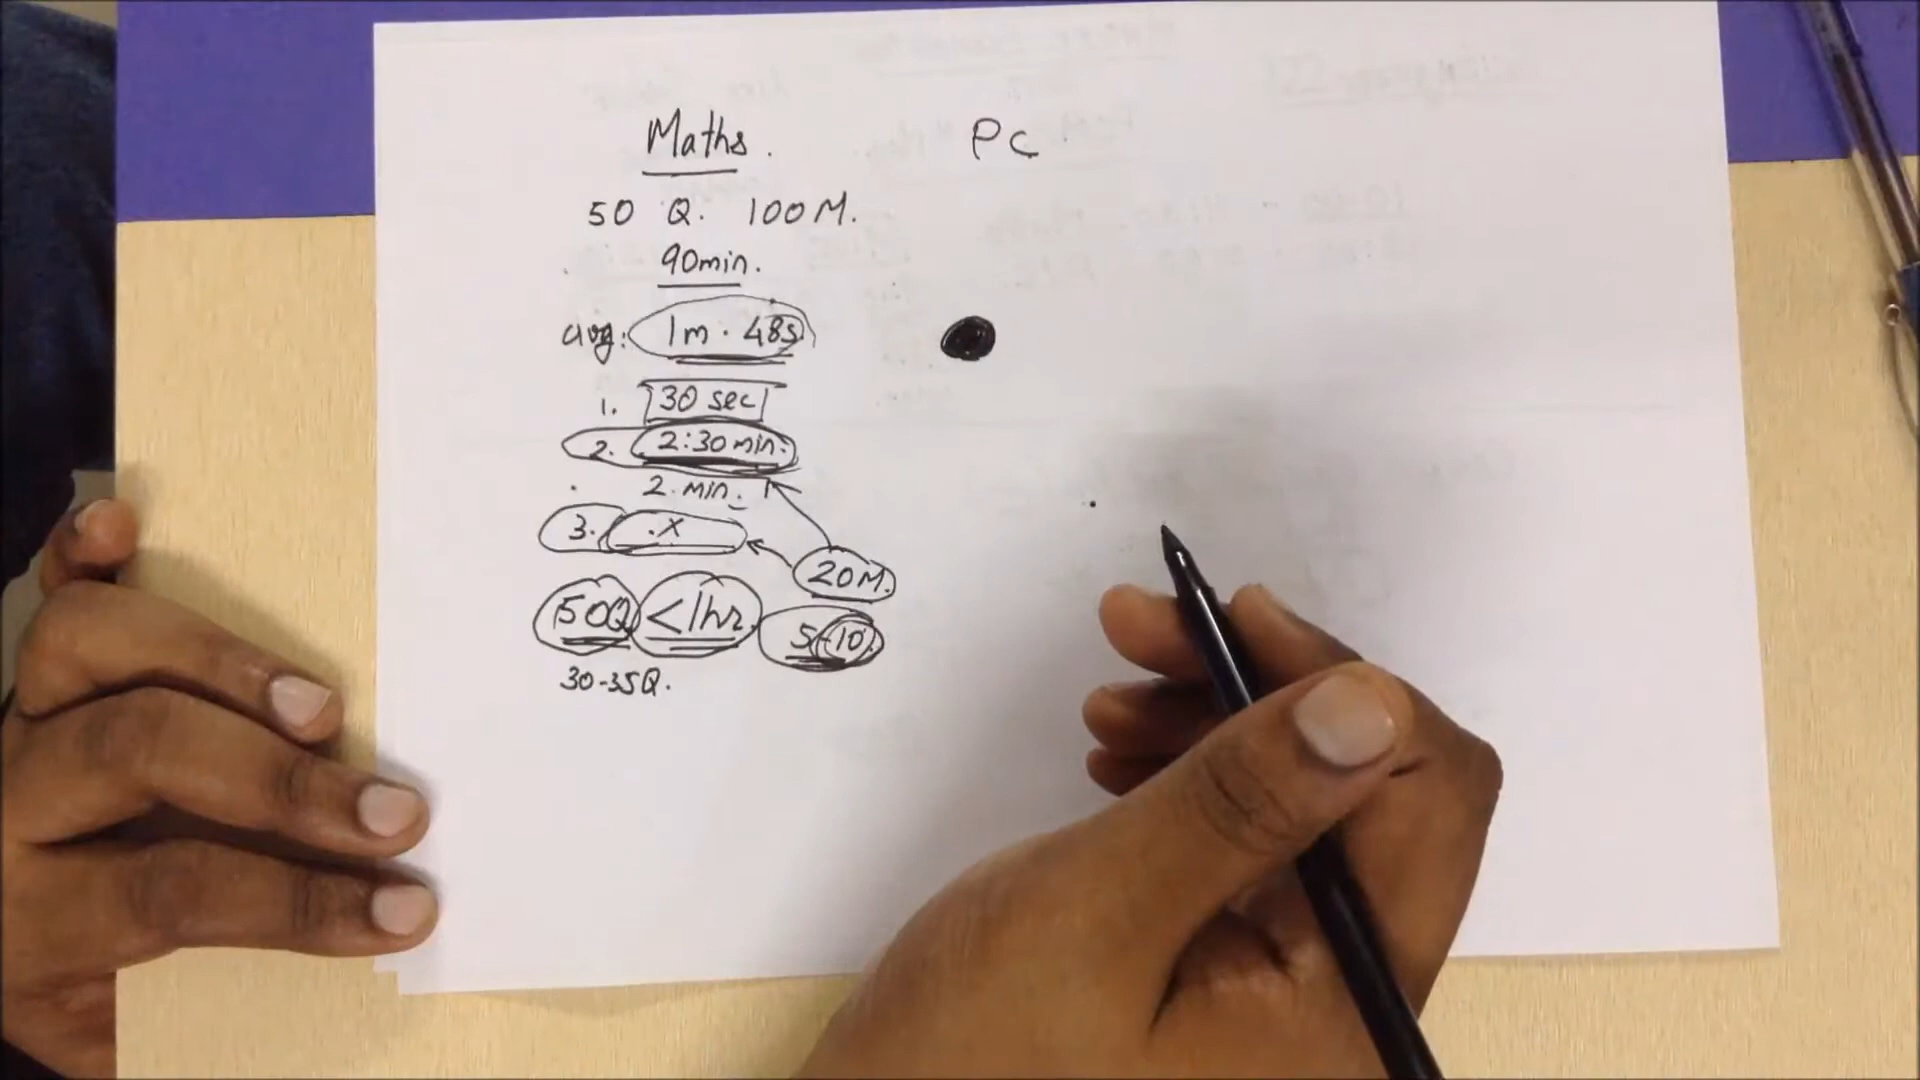 Maths.
PC
50 Q. 100M.
90min.
avg: 1m. 48s
1. 30 sec
2. 2:30 min.
2. min.
3. .X
20M.
50Q <1hr. 5-10.
30-35Q.